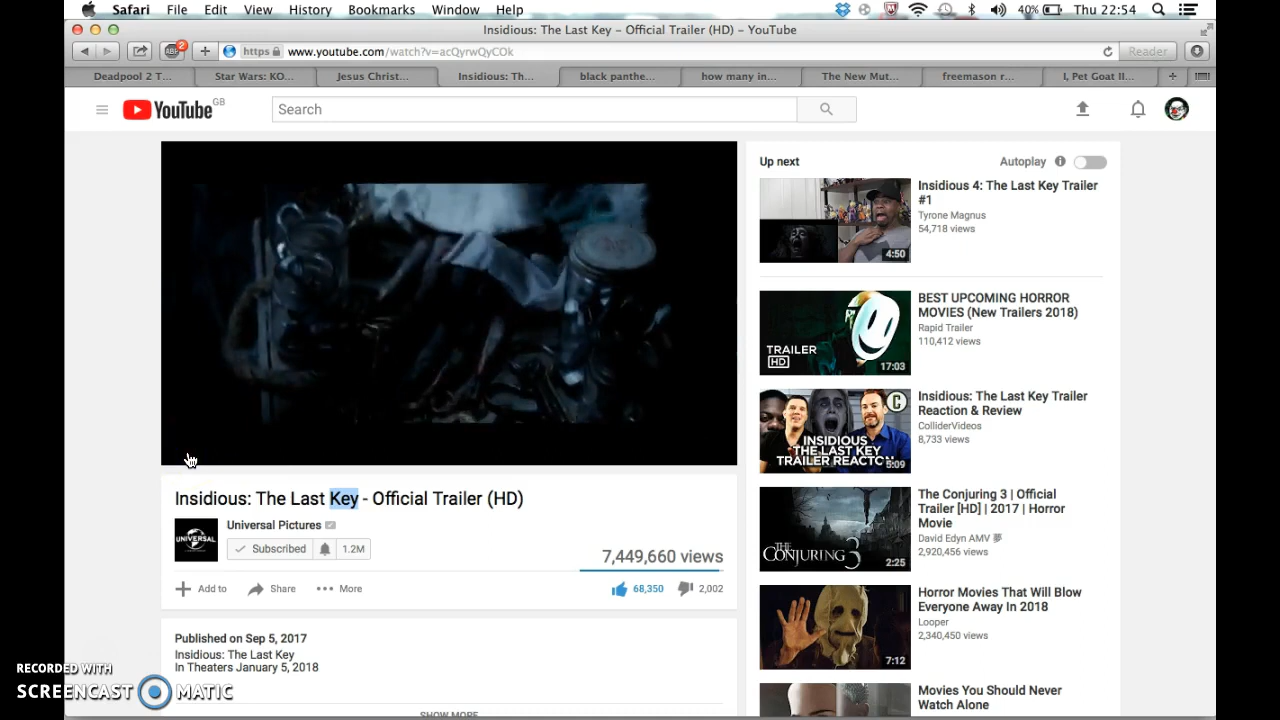 Safari File Edit View History Bookmarks Window Help 40% Thu 22:54
Insidious: The Last Key – Official Trailer (HD) – YouTube
2 https www.youtube.com/watch?v=acQyrwQyCOk Reader
Deadpool 2 T... Star Wars: KO... Jesus Christ... Insidious: Th... black panthe... how many in... The New Mut... freemason r... I, Pet Goat II...
YouTube GB Search
Up next Autoplay
Insidious 4: The Last Key Trailer
#1
Tyrone Magnus
54,718 views
4:50
BEST UPCOMING HORROR
MOVIES (New Trailers 2018)
Rapid Trailer
110,412 views
TRAILER
HD
17:03
Insidious: The Last Key Trailer
Reaction & Review
ColliderVideos
8,733 views
C
INSIDIOUS
THE LAST KEY
TRAILER REACTION
5:09
The Conjuring 3 | Official
Trailer [HD] | 2017 | Horror
Movie
David Edyn AMV 夢
2,920,456 views
THE
CONJURING 3
2:25
Horror Movies That Will Blow
Everyone Away In 2018
Looper
2,340,450 views
7:12
Movies You Should Never
Watch Alone
Insidious: The Last Key - Official Trailer (HD)
UNIVERSAL
Universal Pictures
Subscribed 1.2M
7,449,660 views
Add to Share More 68,350 2,002
Published on Sep 5, 2017
Insidious: The Last Key
In Theaters January 5, 2018
SHOW MORE
RECORDED WITH
SCREENCAST MATIC